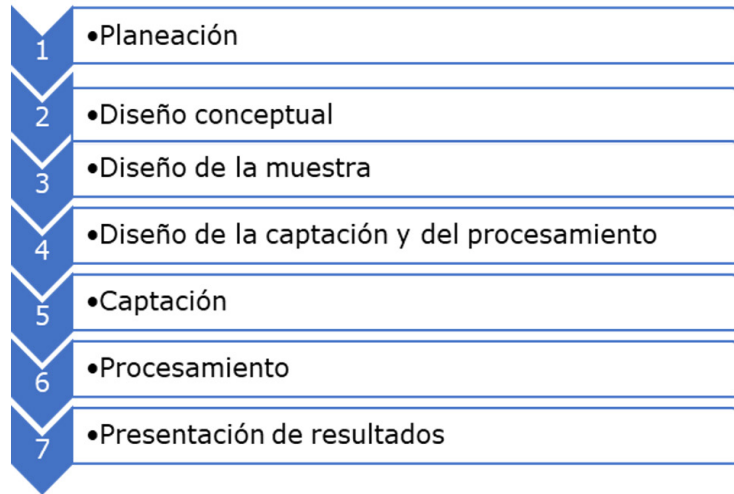 1 •Planeación
2 •Diseño conceptual
3 •Diseño de la muestra
4 •Diseño de la captación y del procesamiento
5 •Captación
6 •Procesamiento
7 •Presentación de resultados